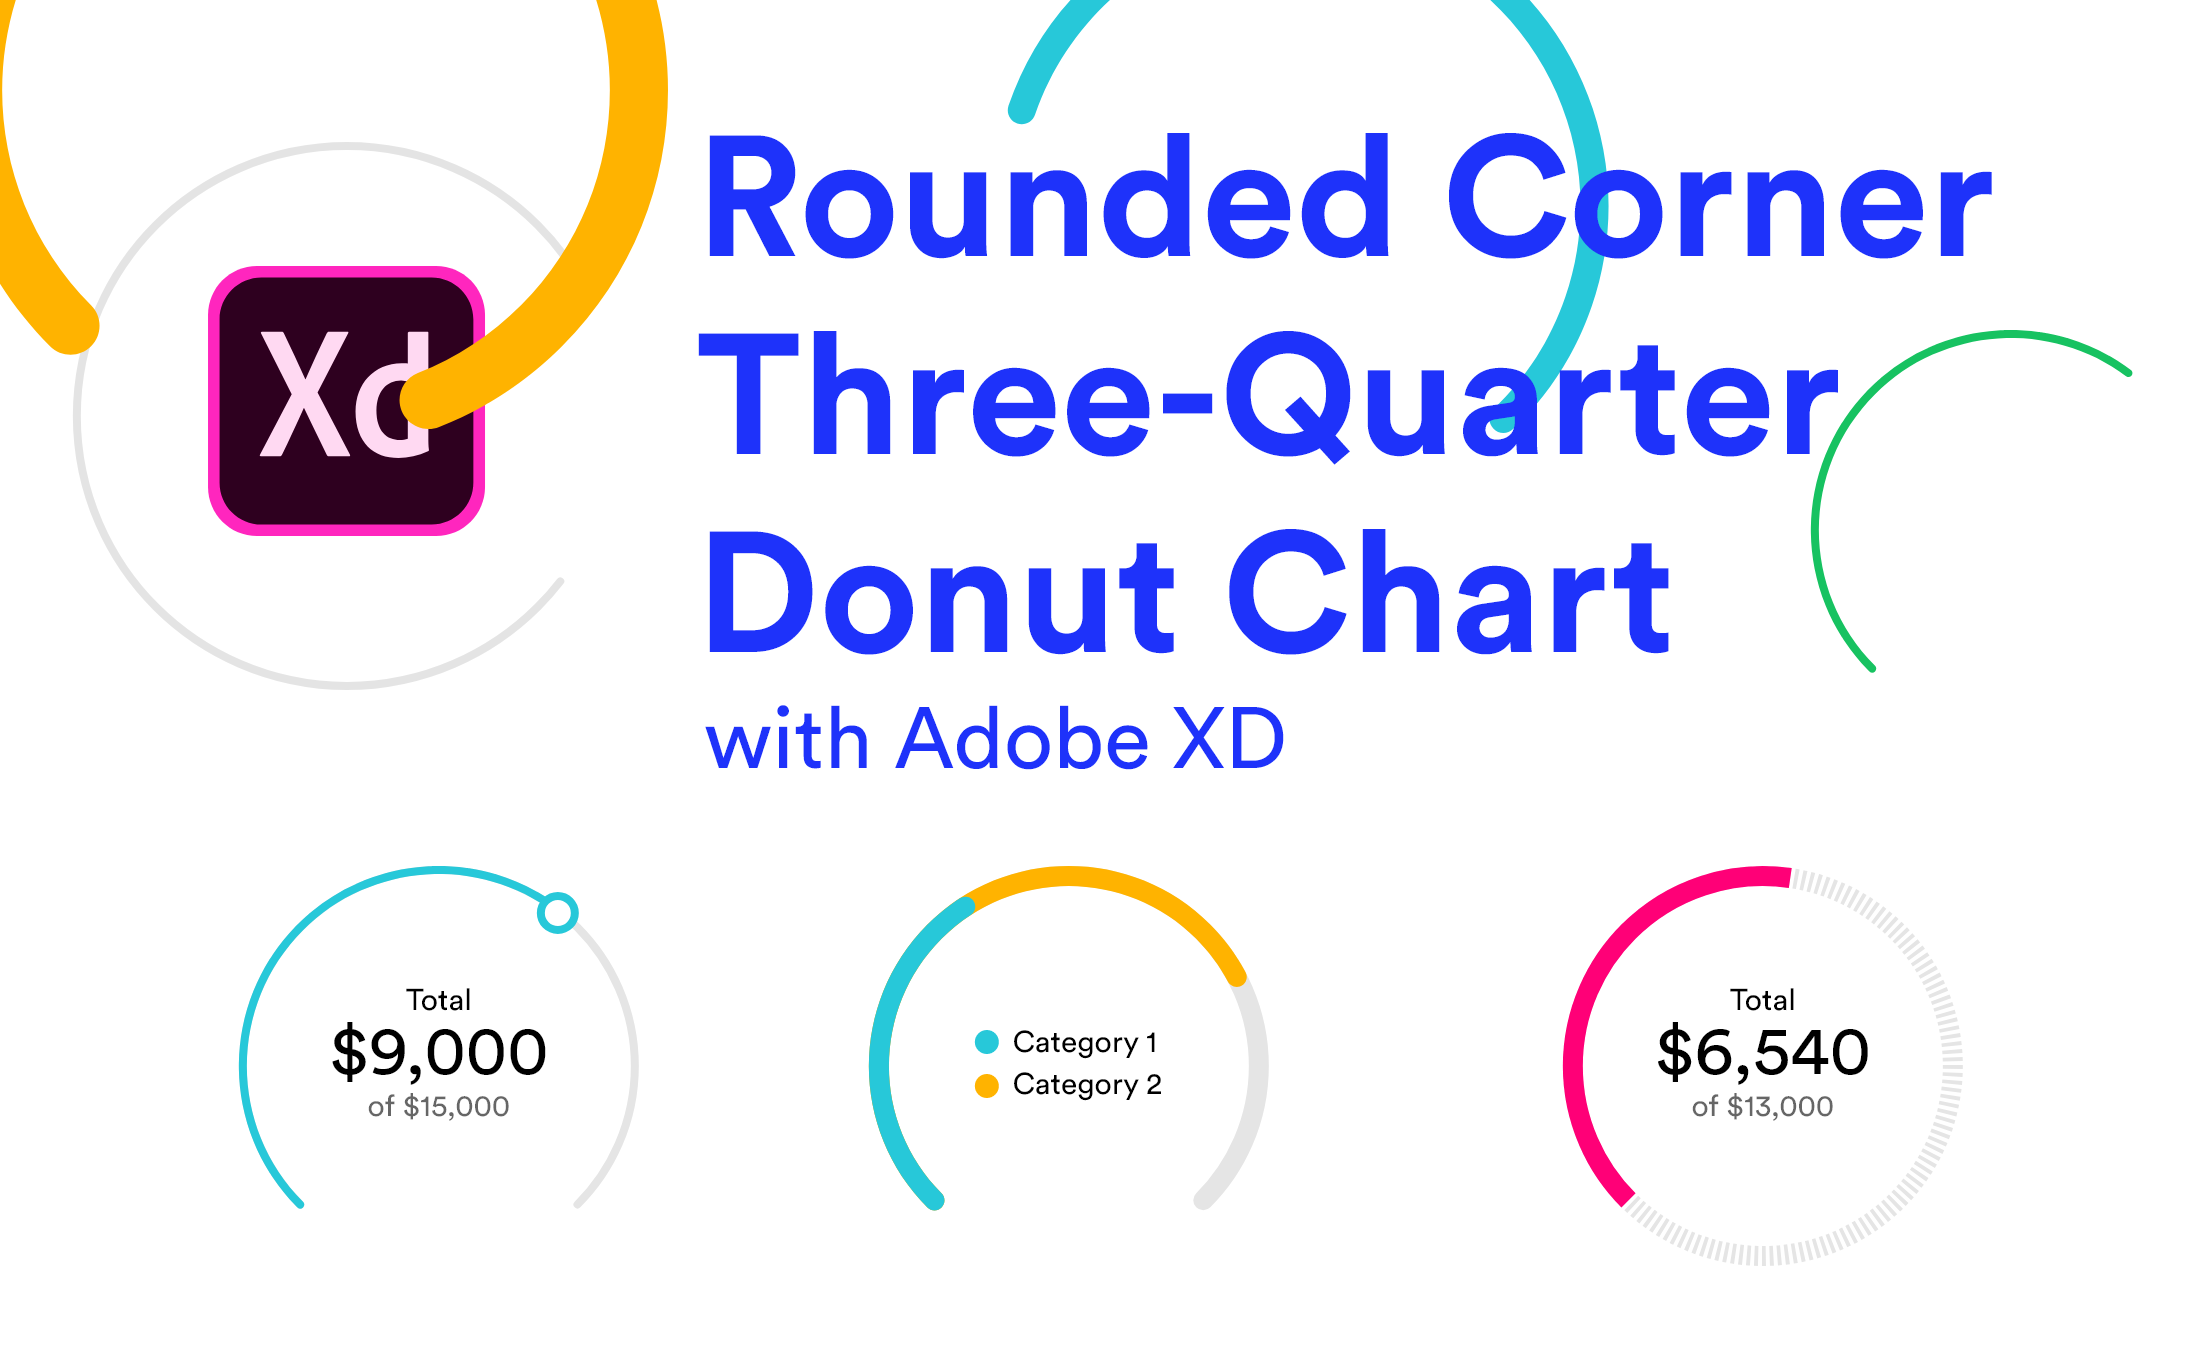 Xd
Rounded Corner
Three-Quarter
Donut Chart
with Adobe XD
Total
$9,000
of $15,000
Category 1
Category 2
Total
$6,540
of $13,000